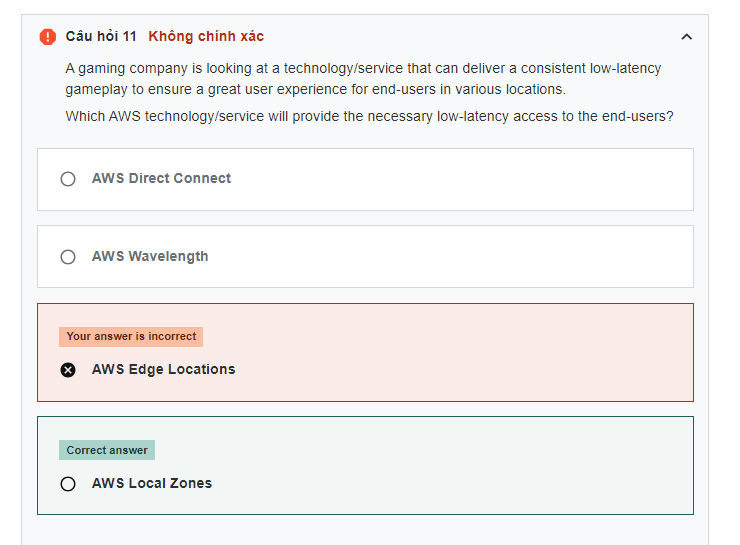 Câu hỏi 11 Không chính xác
A gaming company is looking at a technology/service that can deliver a consistent low-latency
gameplay to ensure a great user experience for end-users in various locations.
Which AWS technology/service will provide the necessary low-latency access to the end-users?
AWS Direct Connect
AWS Wavelength
Your answer is incorrect
AWS Edge Locations
Correct answer
AWS Local Zones